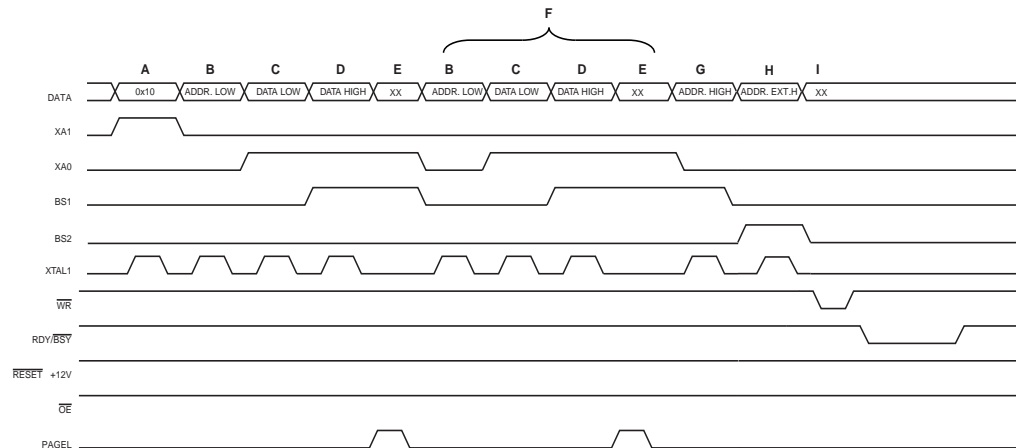 F
A B C D E B C D E G H I
DATA 0x10 ADDR. LOW DATA LOW DATA HIGH XX ADDR. LOW DATA LOW DATA HIGH XX ADDR. HIGH ADDR. EXT.H XX
XA1
XA0
BS1
BS2
XTAL1
WR
RDY/BSY
RESET +12V
OE
PAGEL